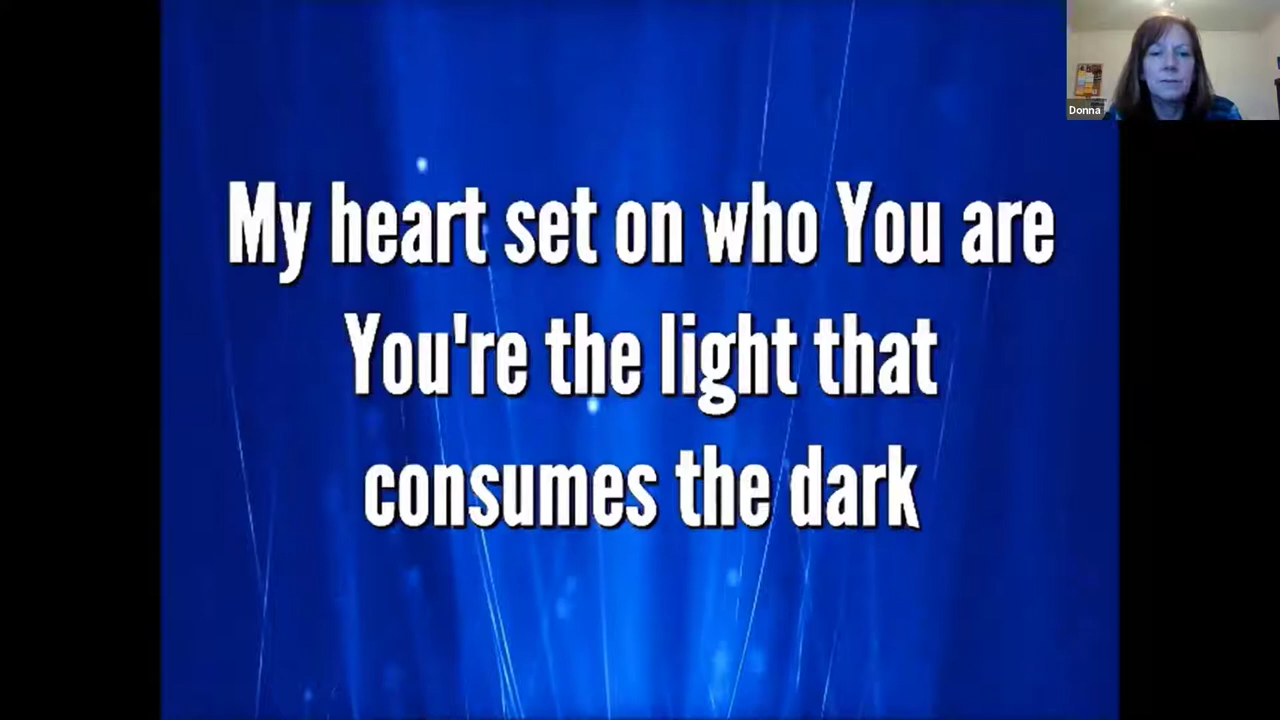 My heart set on who You are
You're the light that
consumes the dark
Donna